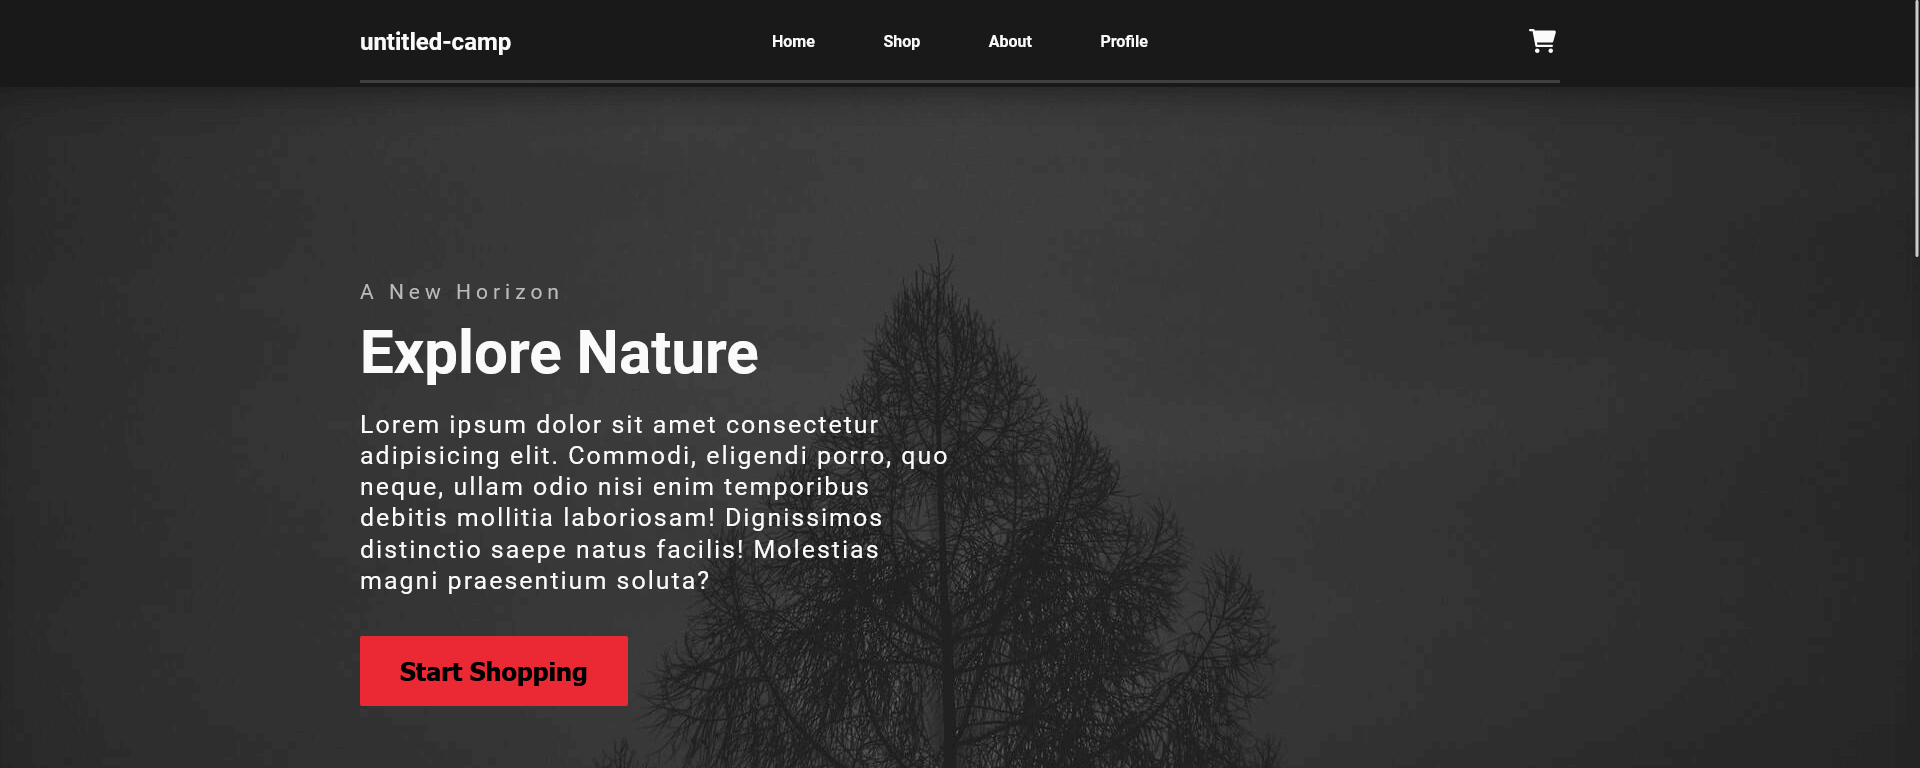 untitled-camp
Home Shop About Profile
A New Horizon
Explore Nature
Lorem ipsum dolor sit amet consectetur
adipisicing elit. Commodi, eligendi porro, quo
neque, ullam odio nisi enim temporibus
debitis mollitia laboriosam! Dignissimos
distinctio saepe natus facilis! Molestias
magni praesentium soluta?
Start Shopping